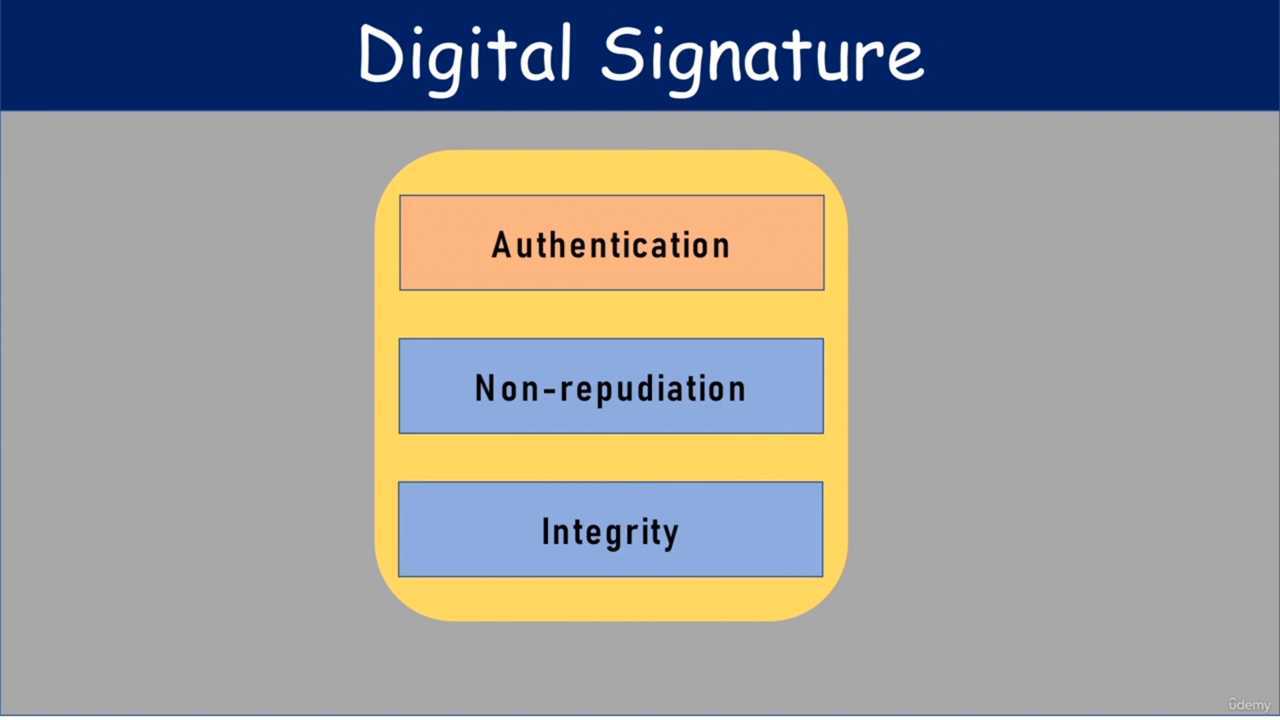 Digital Signature
Authentication
Non-repudiation
Integrity
ûdemy